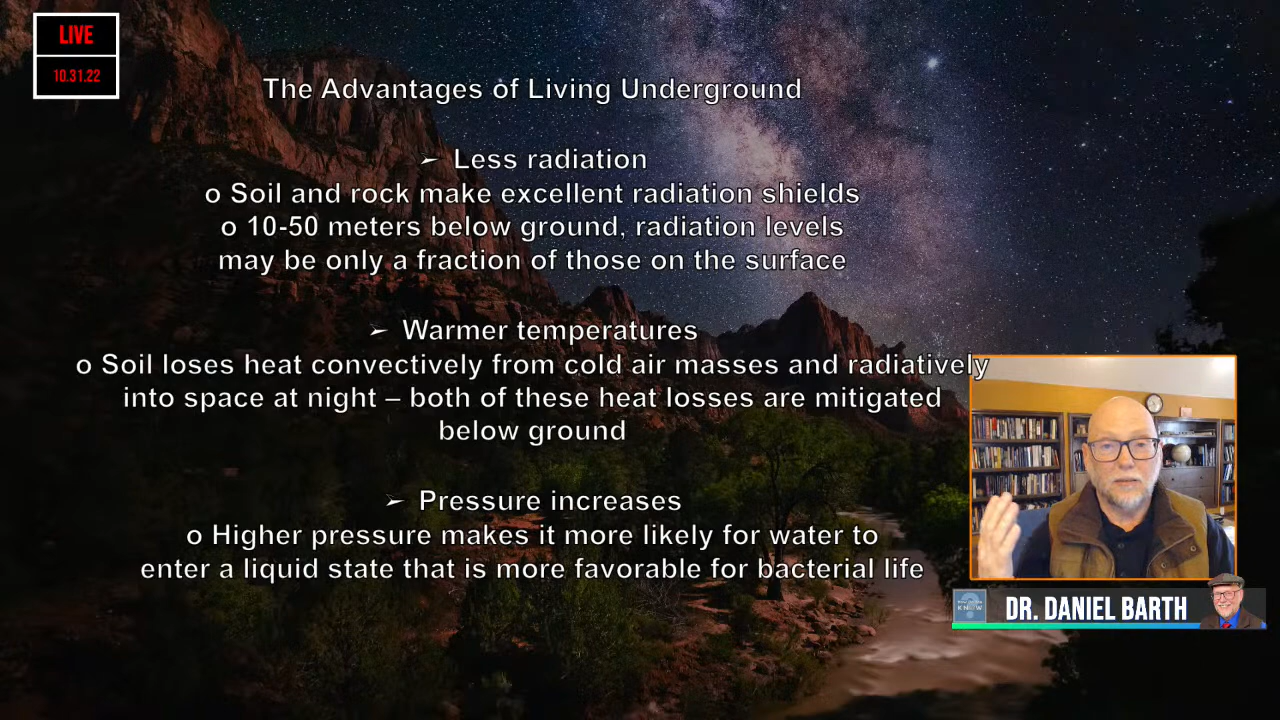 LIVE
10.31.22
The Advantages of Living Underground
➢ Less radiation
o Soil and rock make excellent radiation shields
o 10-50 meters below ground, radiation levels
may be only a fraction of those on the surface
➢ Warmer temperatures
o Soil loses heat convectively from cold air masses and radiatively
into space at night – both of these heat losses are mitigated
below ground
➢ Pressure increases
o Higher pressure makes it more likely for water to
enter a liquid state that is more favorable for bacterial life
DR. DANIEL BARTH